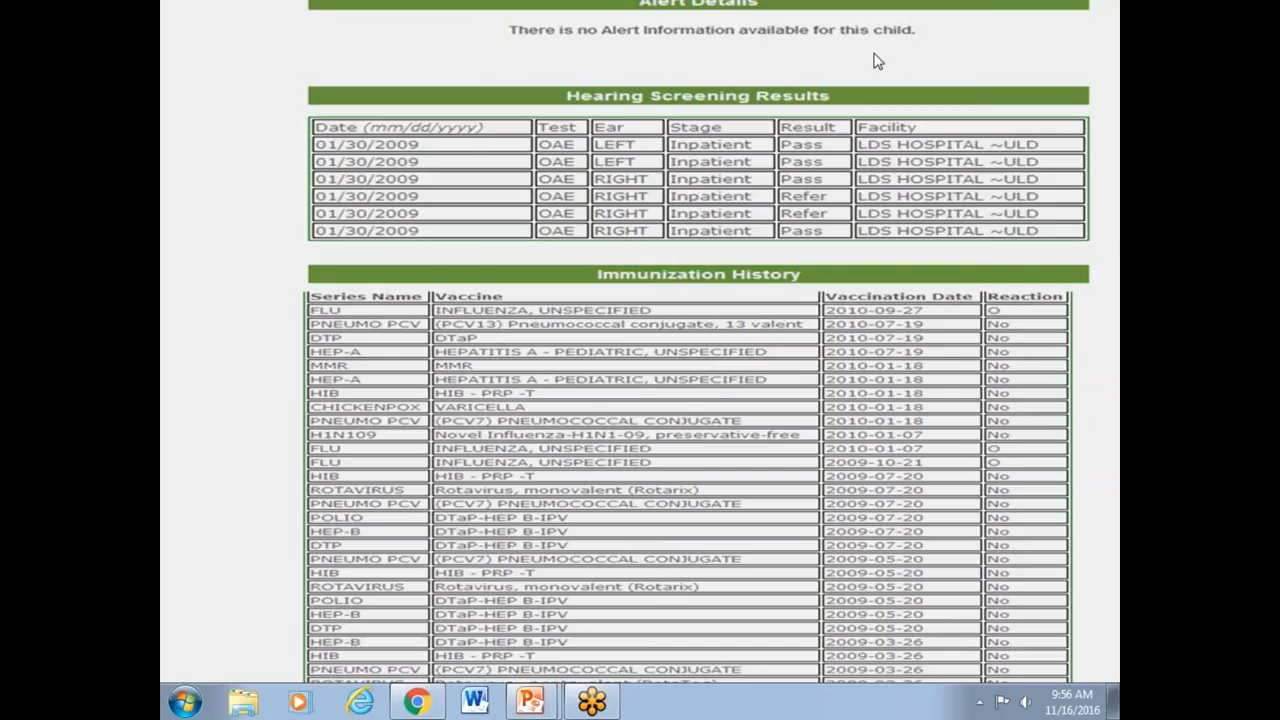 Alert Details
There is no Alert Information available for this child.
Hearing Screening Results
Date (mm/dd/yyyy) Test Ear Stage Result Facility
01/30/2009 OAE LEFT Inpatient Pass LDS HOSPITAL ~ULD
01/30/2009 OAE LEFT Inpatient Pass LDS HOSPITAL ~ULD
01/30/2009 OAE RIGHT Inpatient Pass LDS HOSPITAL ~ULD
01/30/2009 OAE RIGHT Inpatient Refer LDS HOSPITAL ~ULD
01/30/2009 OAE RIGHT Inpatient Refer LDS HOSPITAL ~ULD
01/30/2009 OAE RIGHT Inpatient Pass LDS HOSPITAL ~ULD
Immunization History
Series Name Vaccine Vaccination Date Reaction
FLU INFLUENZA, UNSPECIFIED 2010-09-27 O
PNEUMO PCV (PCV13) Pneumococcal conjugate, 13 valent 2010-07-19 No
DTP DTaP 2010-07-19 No
HEP-A HEPATITIS A - PEDIATRIC, UNSPECIFIED 2010-07-19 No
MMR MMR 2010-01-18 No
HEP-A HEPATITIS A - PEDIATRIC, UNSPECIFIED 2010-01-18 No
HIB HIB - PRP -T 2010-01-18 No
CHICKENPOX VARICELLA 2010-01-18 No
PNEUMO PCV (PCV7) PNEUMOCOCCAL CONJUGATE 2010-01-18 No
H1N109 Novel Influenza-H1N1-09, preservative-free 2010-01-07 No
FLU INFLUENZA, UNSPECIFIED 2010-01-07 O
FLU INFLUENZA, UNSPECIFIED 2009-10-21 O
HIB HIB - PRP -T 2009-07-20 No
ROTAVIRUS Rotavirus, monovalent (Rotarix) 2009-07-20 No
PNEUMO PCV (PCV7) PNEUMOCOCCAL CONJUGATE 2009-07-20 No
POLIO DTaP-HEP B-IPV 2009-07-20 No
HEP-B DTaP-HEP B-IPV 2009-07-20 No
DTP DTaP-HEP B-IPV 2009-07-20 No
PNEUMO PCV (PCV7) PNEUMOCOCCAL CONJUGATE 2009-05-20 No
HIB HIB - PRP -T 2009-05-20 No
ROTAVIRUS Rotavirus, monovalent (Rotarix) 2009-05-20 No
POLIO DTaP-HEP B-IPV 2009-05-20 No
HEP-B DTaP-HEP B-IPV 2009-05-20 No
DTP DTaP-HEP B-IPV 2009-05-20 No
HEP-B DTaP-HEP B-IPV 2009-03-26 No
HIB HIB - PRP -T 2009-03-26 No
PNEUMO PCV (PCV7) PNEUMOCOCCAL CONJUGATE 2009-03-26 No
9:56 AM
11/16/2016